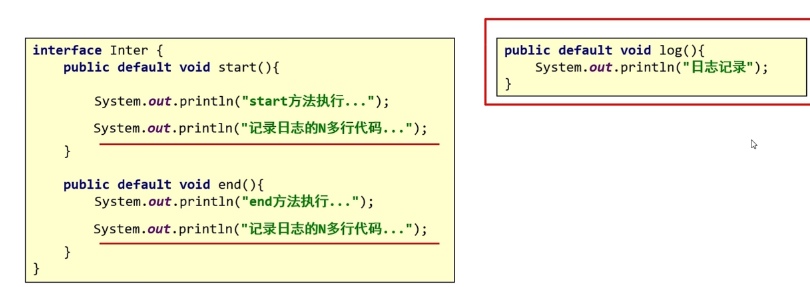 interface Inter {
public default void start(){
System.out.println("start方法执行...");
System.out.println("记录日志的N多行代码...");
}
public default void end(){
System.out.println("end方法执行...");
System.out.println("记录日志的N多行代码...");
}
}
public default void log(){
System.out.println("日志记录");
}